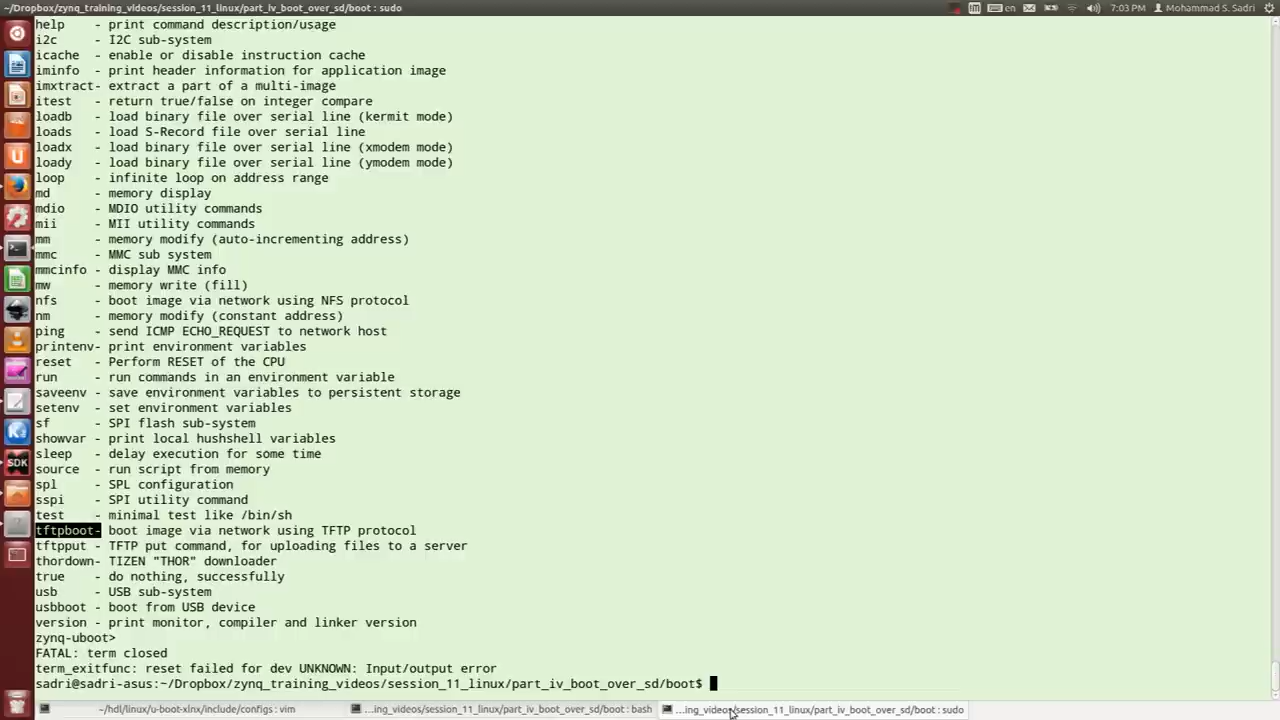 ~/Dropbox/zynq_training_videos/session_11_linux/part_iv_boot_over_sd/boot : sudo en 7:03 PM Mohammad S. Sadri
help - print command description/usage
i2c - I2C sub-system
icache - enable or disable instruction cache
iminfo - print header information for application image
imxtract- extract a part of a multi-image
itest - return true/false on integer compare
loadb - load binary file over serial line (kermit mode)
loads - load S-Record file over serial line
loadx - load binary file over serial line (xmodem mode)
loady - load binary file over serial line (ymodem mode)
loop - infinite loop on address range
md - memory display
mdio - MDIO utility commands
mii - MII utility commands
mm - memory modify (auto-incrementing address)
mmc - MMC sub system
mmcinfo - display MMC info
mw - memory write (fill)
nfs - boot image via network using NFS protocol
nm - memory modify (constant address)
ping - send ICMP ECHO_REQUEST to network host
printenv- print environment variables
reset - Perform RESET of the CPU
run - run commands in an environment variable
saveenv - save environment variables to persistent storage
setenv - set environment variables
sf - SPI flash sub-system
showvar - print local hushshell variables
sleep - delay execution for some time
source - run script from memory
spl - SPL configuration
sspi - SPI utility command
test - minimal test like /bin/sh
tftpboot- boot image via network using TFTP protocol
tftpput - TFTP put command, for uploading files to a server
thordown- TIZEN "THOR" downloader
true - do nothing, successfully
usb - USB sub-system
usbboot - boot from USB device
version - print monitor, compiler and linker version
zynq-uboot>
FATAL: term closed
term_exitfunc: reset failed for dev UNKNOWN: Input/output error
sadri@sadri-asus:~/Dropbox/zynq_training_videos/session_11_linux/part_iv_boot_over_sd/boot$
SDK
~/hdl/linux/u-boot-xlnx/include/configs : vim ...ing_videos/session_11_linux/part_iv_boot_over_sd/boot : bash ...ing_videos/session_11_linux/part_iv_boot_over_sd/boot : sudo